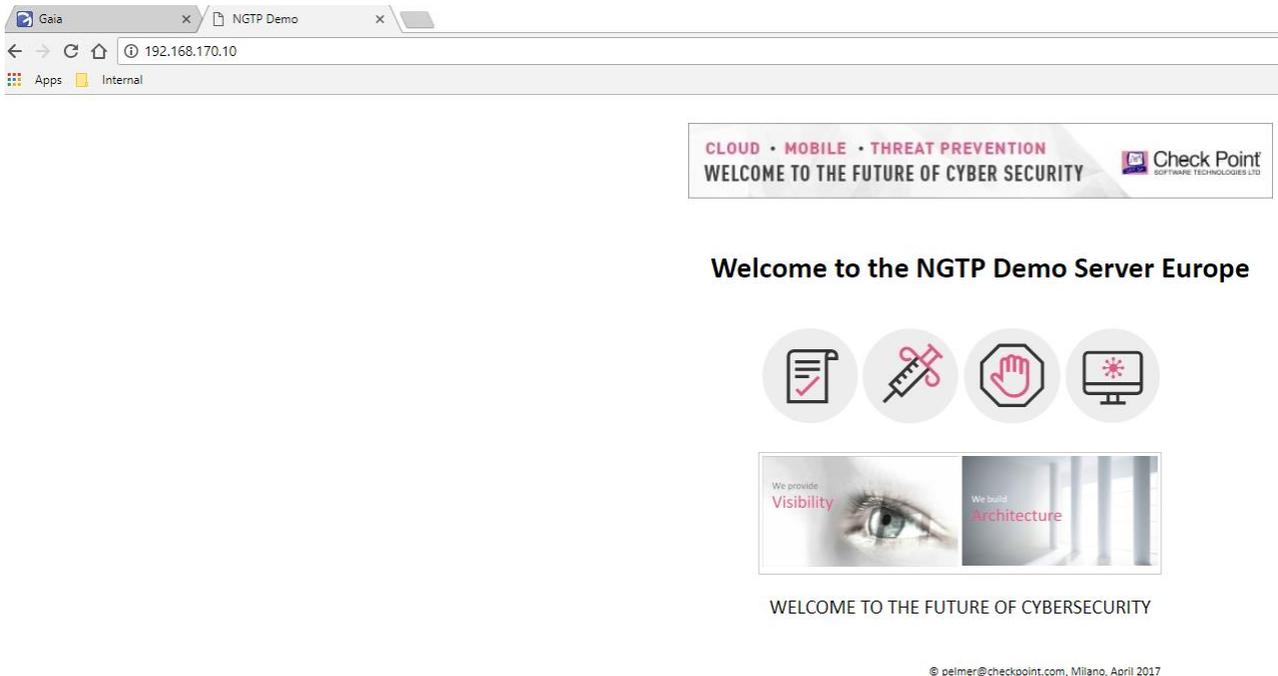 Gaia
NGTP Demo
192.168.170.10
Apps
Internal
CLOUD • MOBILE • THREAT PREVENTION
WELCOME TO THE FUTURE OF CYBER SECURITY
Check Point
SOFTWARE TECHNOLOGIES LTD
Welcome to the NGTP Demo Server Europe
We provide
Visibility
We build
Architecture
WELCOME TO THE FUTURE OF CYBERSECURITY
© pelmer@checkpoint.com, Milano, April 2017